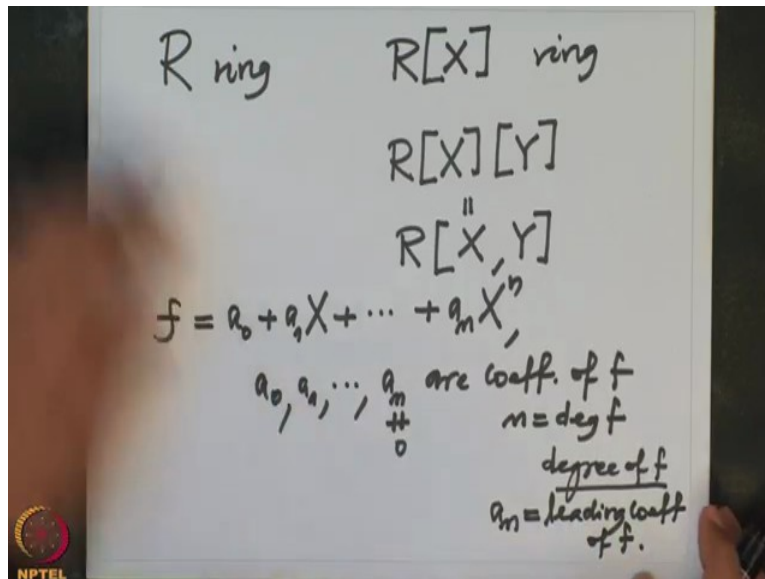 R ring R[X] ring
R[X][Y]
=
R[X,Y]
f = a₀ + a₁X + ⋯ + aₙXⁿ,
a₀, a₁, ⋯, aₙ are coeff. of f
≠
0
n = deg f
degree of f
aₙ = leading coeff
of f.
NPTEL